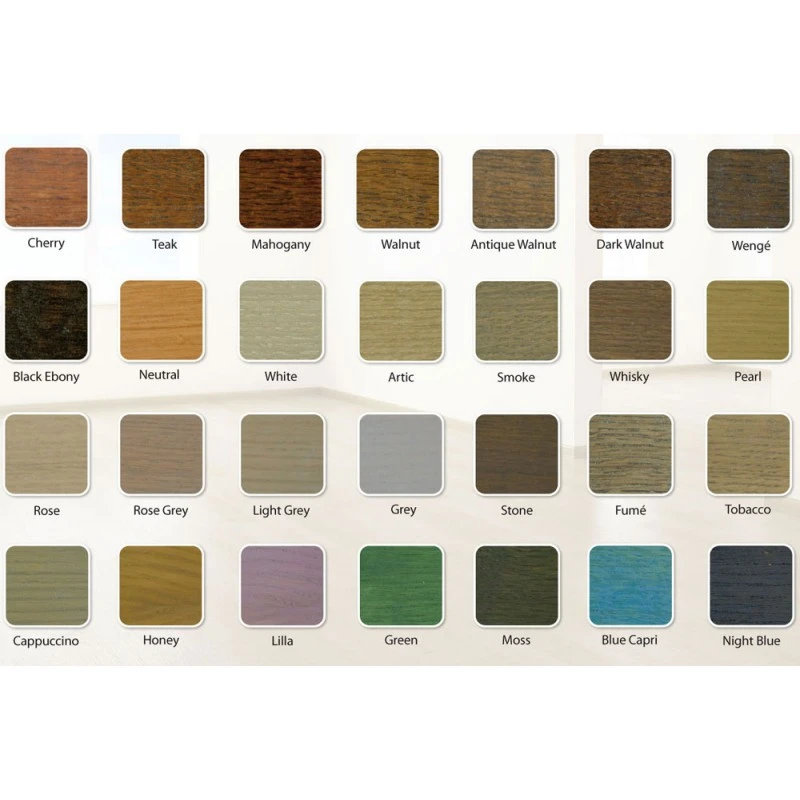 Cherry
Teak
Mahogany
Walnut
Antique Walnut
Dark Walnut
Wengé
Black Ebony
Neutral
White
Artic
Smoke
Whisky
Pearl
Rose
Rose Grey
Light Grey
Grey
Stone
Fumé
Tobacco
Cappuccino
Honey
Lilla
Green
Moss
Blue Capri
Night Blue